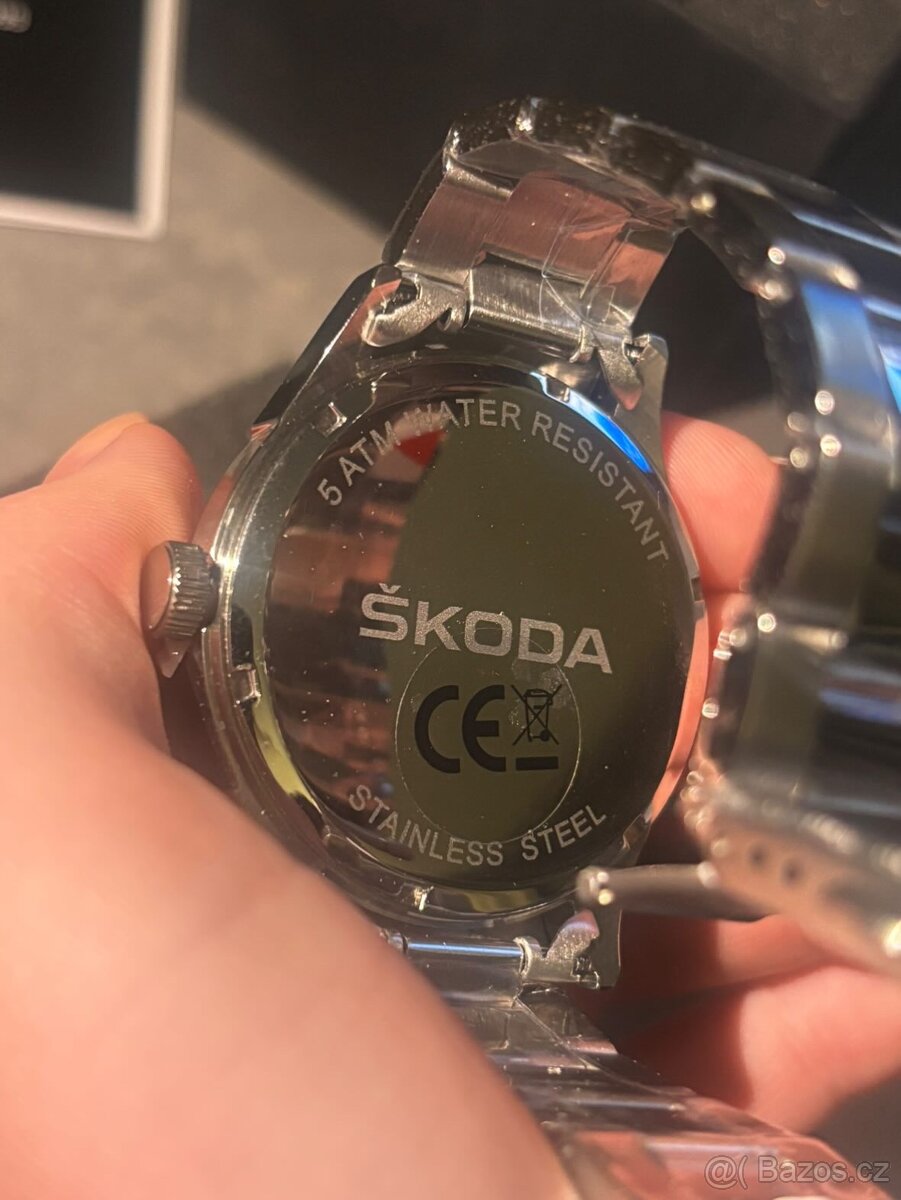 5 ATM WATER RESISTANT
ŠKODA
CE
STAINLESS STEEL
@( Bazos.cz